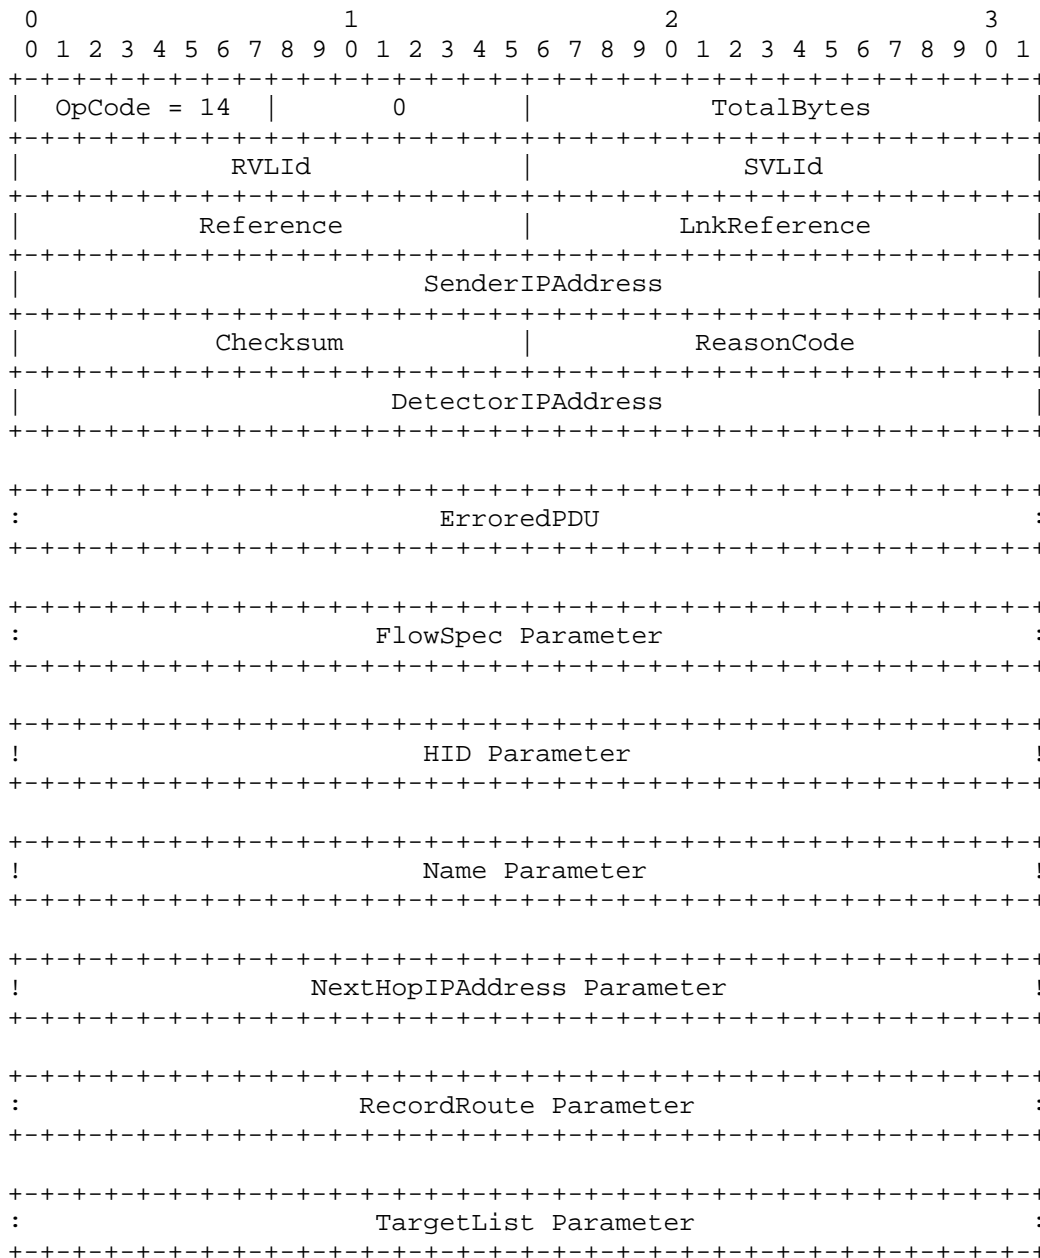 0                   1                   2                   3
 0 1 2 3 4 5 6 7 8 9 0 1 2 3 4 5 6 7 8 9 0 1 2 3 4 5 6 7 8 9 0 1
+-+-+-+-+-+-+-+-+-+-+-+-+-+-+-+-+-+-+-+-+-+-+-+-+-+-+-+-+-+-+-+-+
|  OpCode = 14  |       0       |           TotalBytes          |
+-+-+-+-+-+-+-+-+-+-+-+-+-+-+-+-+-+-+-+-+-+-+-+-+-+-+-+-+-+-+-+-+
|             RVLId             |             SVLId             |
+-+-+-+-+-+-+-+-+-+-+-+-+-+-+-+-+-+-+-+-+-+-+-+-+-+-+-+-+-+-+-+-+
|           Reference           |         LnkReference          |
+-+-+-+-+-+-+-+-+-+-+-+-+-+-+-+-+-+-+-+-+-+-+-+-+-+-+-+-+-+-+-+-+
|                         SenderIPAddress                       |
+-+-+-+-+-+-+-+-+-+-+-+-+-+-+-+-+-+-+-+-+-+-+-+-+-+-+-+-+-+-+-+-+
|            Checksum           |          ReasonCode           |
+-+-+-+-+-+-+-+-+-+-+-+-+-+-+-+-+-+-+-+-+-+-+-+-+-+-+-+-+-+-+-+-+
|                       DetectorIPAddress                       |
+-+-+-+-+-+-+-+-+-+-+-+-+-+-+-+-+-+-+-+-+-+-+-+-+-+-+-+-+-+-+-+-+
+-+-+-+-+-+-+-+-+-+-+-+-+-+-+-+-+-+-+-+-+-+-+-+-+-+-+-+-+-+-+-+-+
:                          ErroredPDU                           :
+-+-+-+-+-+-+-+-+-+-+-+-+-+-+-+-+-+-+-+-+-+-+-+-+-+-+-+-+-+-+-+-+
+-+-+-+-+-+-+-+-+-+-+-+-+-+-+-+-+-+-+-+-+-+-+-+-+-+-+-+-+-+-+-+-+
:                      FlowSpec Parameter                       :
+-+-+-+-+-+-+-+-+-+-+-+-+-+-+-+-+-+-+-+-+-+-+-+-+-+-+-+-+-+-+-+-+
+-+-+-+-+-+-+-+-+-+-+-+-+-+-+-+-+-+-+-+-+-+-+-+-+-+-+-+-+-+-+-+-+
!                         HID Parameter                         !
+-+-+-+-+-+-+-+-+-+-+-+-+-+-+-+-+-+-+-+-+-+-+-+-+-+-+-+-+-+-+-+-+
+-+-+-+-+-+-+-+-+-+-+-+-+-+-+-+-+-+-+-+-+-+-+-+-+-+-+-+-+-+-+-+-+
!                         Name Parameter                        !
+-+-+-+-+-+-+-+-+-+-+-+-+-+-+-+-+-+-+-+-+-+-+-+-+-+-+-+-+-+-+-+-+
+-+-+-+-+-+-+-+-+-+-+-+-+-+-+-+-+-+-+-+-+-+-+-+-+-+-+-+-+-+-+-+-+
!                  NextHopIPAddress Parameter                   !
+-+-+-+-+-+-+-+-+-+-+-+-+-+-+-+-+-+-+-+-+-+-+-+-+-+-+-+-+-+-+-+-+
+-+-+-+-+-+-+-+-+-+-+-+-+-+-+-+-+-+-+-+-+-+-+-+-+-+-+-+-+-+-+-+-+
:                     RecordRoute Parameter                     :
+-+-+-+-+-+-+-+-+-+-+-+-+-+-+-+-+-+-+-+-+-+-+-+-+-+-+-+-+-+-+-+-+
+-+-+-+-+-+-+-+-+-+-+-+-+-+-+-+-+-+-+-+-+-+-+-+-+-+-+-+-+-+-+-+-+
:                      TargetList Parameter                     :
+-+-+-+-+-+-+-+-+-+-+-+-+-+-+-+-+-+-+-+-+-+-+-+-+-+-+-+-+-+-+-+-+